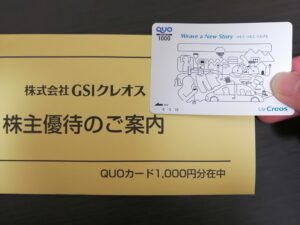 株式会社 GSIクレオス
株主優待のご案内
QUOカード1,000円分在中
QUO
1000
Weave a New Story
GSI Creos